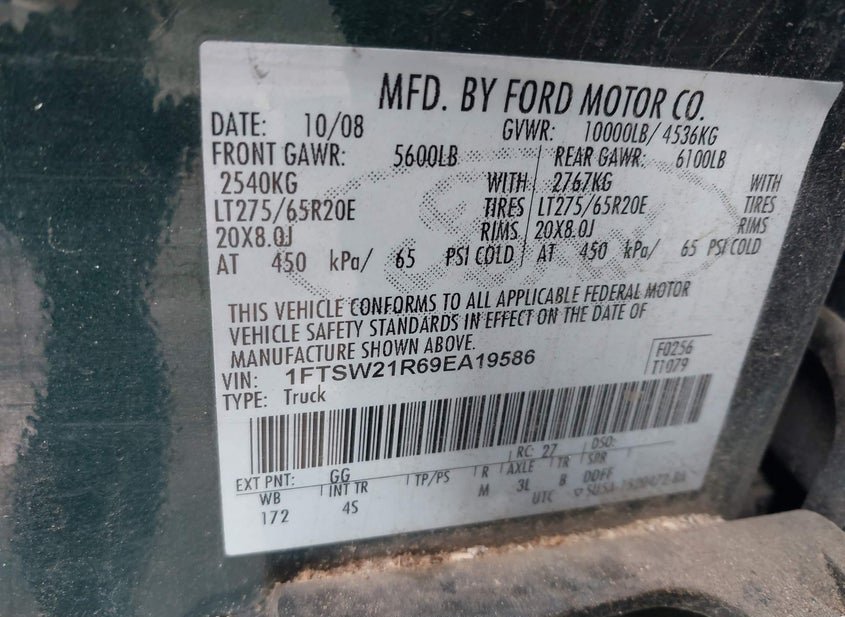 MFD. BY FORD MOTOR CO.
DATE: 10/08 GVWR: 10000LB/ 4536KG
FRONT GAWR: 5600LB REAR GAWR: 6100LB
2540KG WITH 2767KG WITH
LT275/65R20E TIRES LT275/65R20E TIRES
20X8.0J RIMS 20X8.0J RIMS
AT 450 kPa/ 65 PSI COLD AT 450 kPa/ 65 PSI COLD
THIS VEHICLE CONFORMS TO ALL APPLICABLE FEDERAL MOTOR
VEHICLE SAFETY STANDARDS IN EFFECT ON THE DATE OF
MANUFACTURE SHOWN ABOVE.
VIN: 1FTSW21R69EA19586 F0256
TYPE: Truck T1079
EXT PNT: GG RC: 27 DSO:
WB INT TR TP/PS R AXLE TR SPR
172 4S M 3L B DDFF
UTC